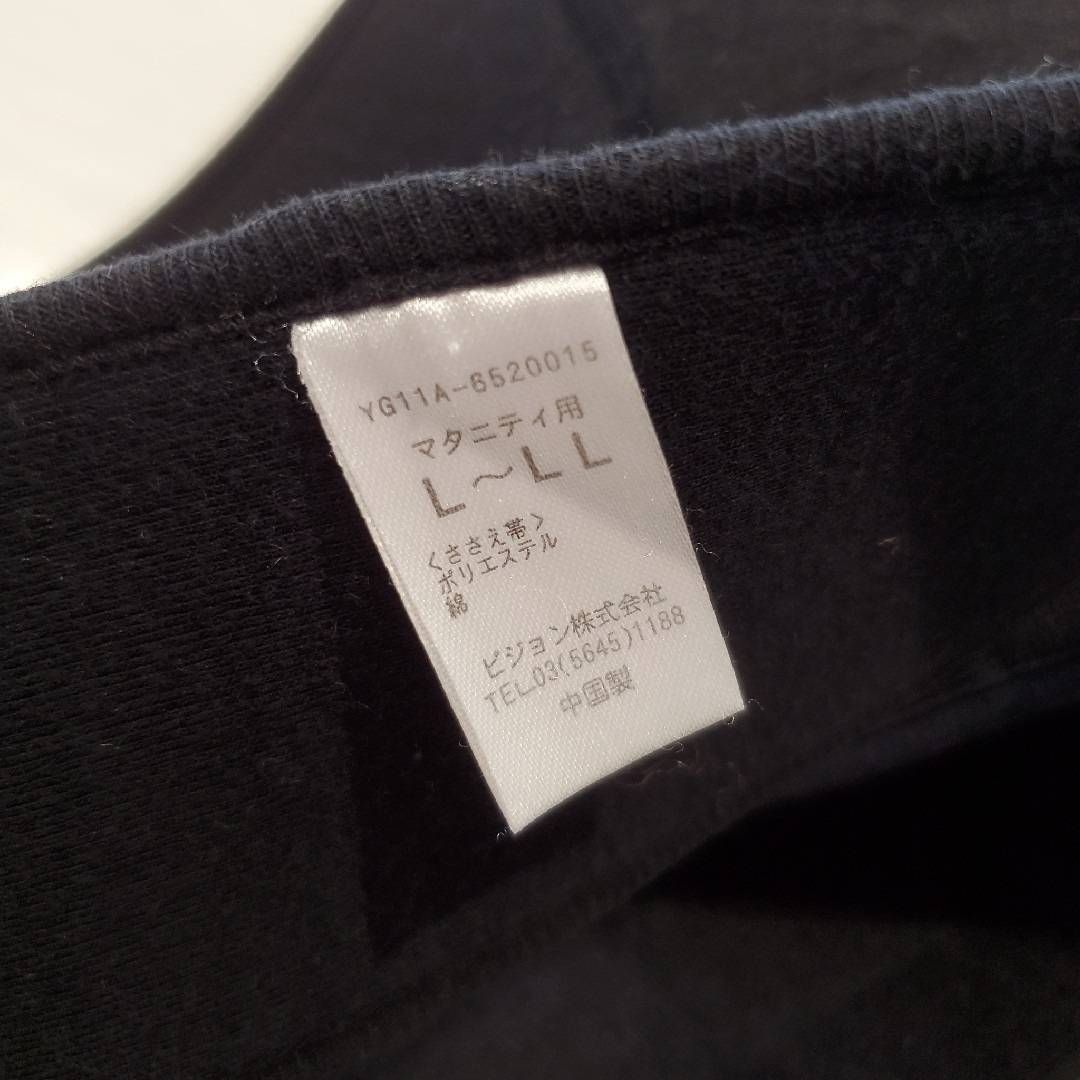 YG11A-6520015
マタニティ用
L～LL
<ささえ帯>
ポリエステル
綿
ピジョン株式会社
TEL.03(5645)1188
中国製